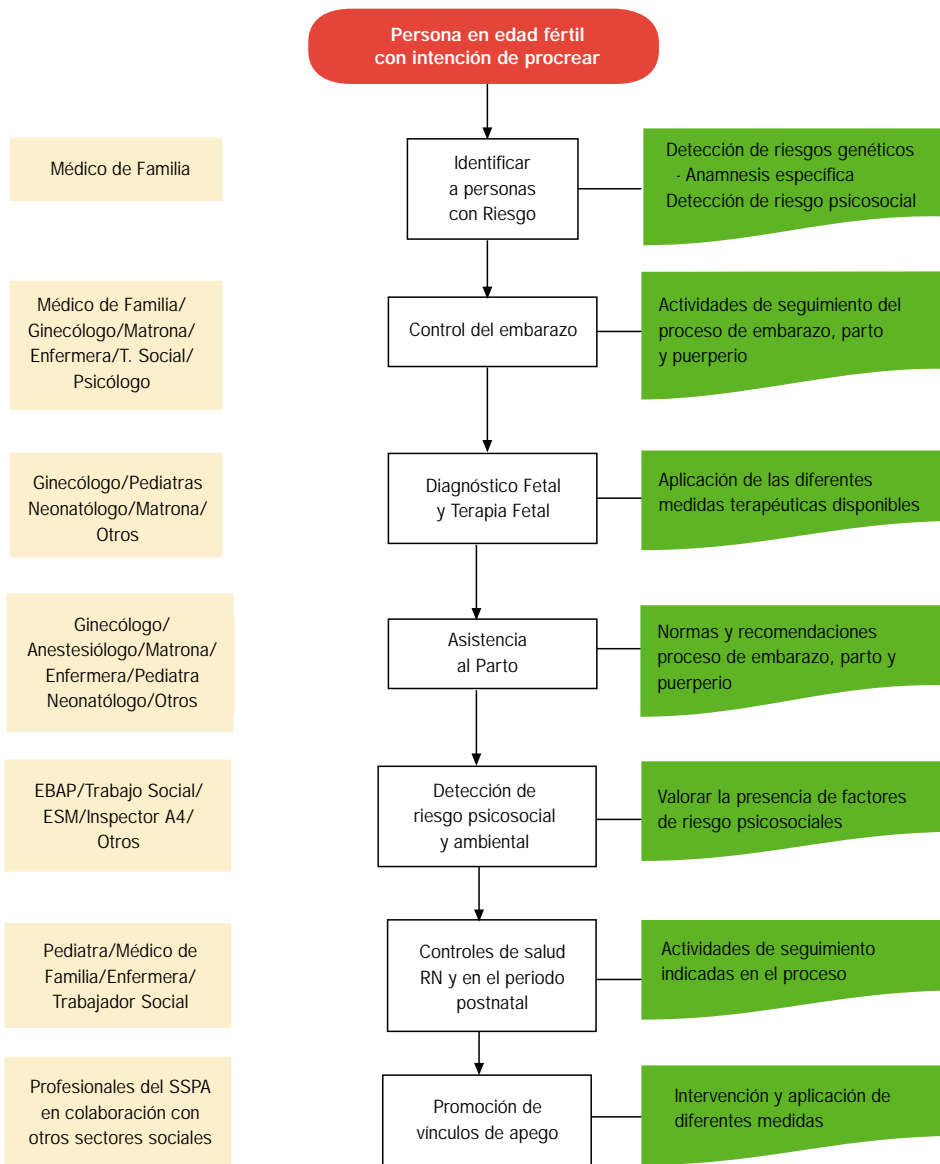 Persona en edad fértil
con intención de procrear
Médico de Familia
Identificar
a personas
con Riesgo
Detección de riesgos genéticos
- Anamnesis específica
Detección de riesgo psicosocial
Médico de Familia/
Ginecólogo/Matrona/
Enfermera/T. Social/
Psicólogo
Control del embarazo
Actividades de seguimiento del
proceso de embarazo, parto
y puerperio
Ginecólogo/Pediatras
Neonatólogo/Matrona/
Otros
Diagnóstico Fetal
y Terapia Fetal
Aplicación de las diferentes
medidas terapéuticas disponibles
Ginecólogo/
Anestesiólogo/Matrona/
Enfermera/Pediatra
Neonatólogo/Otros
Asistencia
al Parto
Normas y recomendaciones
proceso de embarazo, parto y
puerperio
EBAP/Trabajo Social/
ESM/Inspector A4/
Otros
Detección de
riesgo psicosocial
y ambiental
Valorar la presencia de factores
de riesgo psicosociales
Pediatra/Médico de
Familia/Enfermera/
Trabajador Social
Controles de salud
RN y en el periodo
postnatal
Actividades de seguimiento
indicadas en el proceso
Profesionales del SSPA
en colaboración con
otros sectores sociales
Promoción de
vínculos de apego
Intervención y aplicación de
diferentes medidas